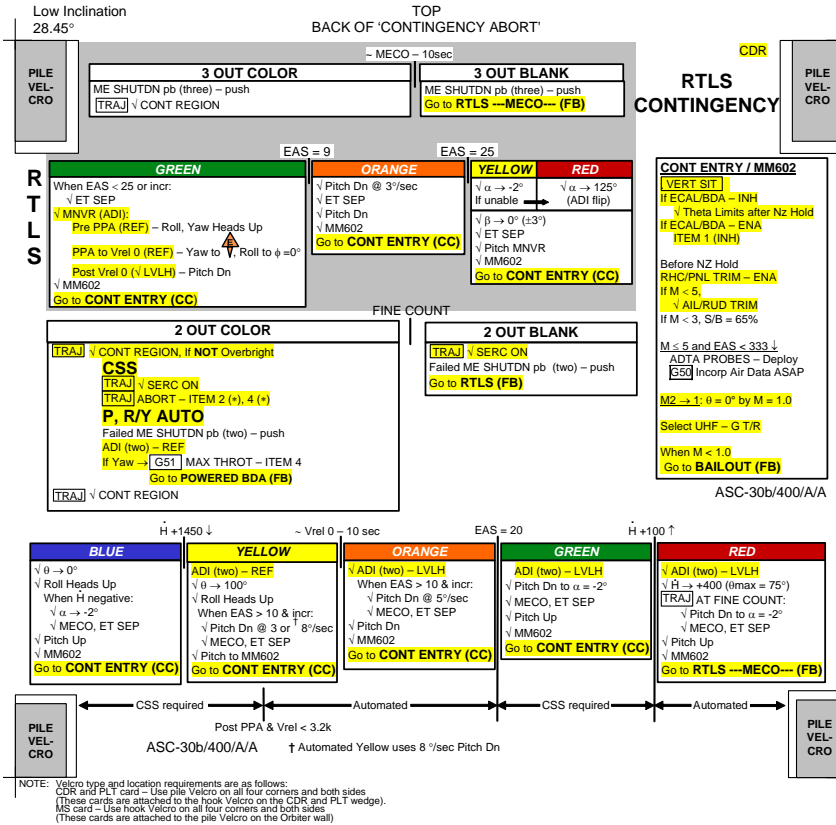 Low Inclination
28.45°
TOP
BACK OF 'CONTINGENCY ABORT'
PILE
VEL-
CRO
~ MECO – 10sec
CDR
PILE
VEL-
CRO
3 OUT COLOR
ME SHUTDN pb (three) – push
TRAJ √ CONT REGION
3 OUT BLANK
ME SHUTDN pb (three) – push
Go to RTLS ---MECO--- (FB)
RTLS
CONTINGENCY
RTLS
EAS = 9
EAS = 25
GREEN
When EAS < 25 or incr:
√ ET SEP
√ MNVR (ADI):
Pre PPA (REF) – Roll, Yaw Heads Up
PPA to Vrel 0 (REF) – Yaw to E, Roll to ϕ =0°
Post Vrel 0 (√ LVLH) – Pitch Dn
√ MM602
Go to CONT ENTRY (CC)
ORANGE
√ Pitch Dn @ 3°/sec
√ ET SEP
√ Pitch Dn
√ MM602
Go to CONT ENTRY (CC)
YELLOW
√ α → -2°
If unable
RED
√ α → 125°
(ADI flip)
√ β → 0° (±3°)
√ ET SEP
√ Pitch MNVR
√ MM602
Go to CONT ENTRY (CC)
CONT ENTRY / MM602
VERT SIT
If ECAL/BDA – INH
√ Theta Limits after Nz Hold
If ECAL/BDA – ENA
ITEM 1 (INH)
Before NZ Hold
RHC/PNL TRIM – ENA
If M < 5,
√ AIL/RUD TRIM
If M < 3, S/B = 65%
M ≤ 5 and EAS < 333 ↓
ADTA PROBES – Deploy
G50 Incorp Air Data ASAP
M2 → 1: θ = 0° by M = 1.0
Select UHF – G T/R
When M < 1.0
Go to BAILOUT (FB)
ASC-30b/400/A/A
FINE COUNT
2 OUT COLOR
TRAJ √ CONT REGION, If NOT Overbright
CSS
TRAJ √ SERC ON
TRAJ ABORT – ITEM 2 (*), 4 (*)
P, R/Y AUTO
Failed ME SHUTDN pb (two) – push
ADI (two) – REF
If Yaw → G51 MAX THROT – ITEM 4
Go to POWERED BDA (FB)
TRAJ √ CONT REGION
2 OUT BLANK
TRAJ √ SERC ON
Failed ME SHUTDN pb (two) – push
Go to RTLS (FB)
Ḣ +1450 ↓
~ Vrel 0 – 10 sec
EAS = 20
Ḣ +100 ↑
BLUE
√ θ → 0°
√ Roll Heads Up
When Ḣ negative:
√ α → -2°
√ MECO, ET SEP
√ Pitch Up
√ MM602
Go to CONT ENTRY (CC)
YELLOW
ADI (two) – REF
√ θ → 100°
√ Roll Heads Up
When EAS > 10 & incr:
√ Pitch Dn @ 3 or † 8°/sec
√ MECO, ET SEP
√ Pitch to MM602
Go to CONT ENTRY (CC)
ORANGE
√ ADI (two) – LVLH
When EAS > 10 & incr:
√ Pitch Dn @ 5°/sec
√ MECO, ET SEP
√ Pitch Dn
√ MM602
Go to CONT ENTRY (CC)
GREEN
ADI (two) – LVLH
√ Pitch Dn to α = -2°
√ MECO, ET SEP
√ Pitch Up
√ MM602
Go to CONT ENTRY (CC)
RED
√ ADI (two) – LVLH
√ Ḣ → +400 (θmax = 75°)
TRAJ AT FINE COUNT:
√ Pitch Dn to α = -2°
√ MECO, ET SEP
√ Pitch Up
√ MM602
Go to RTLS ---MECO--- (FB)
CSS required
Automated
CSS required
Automated
PILE
VEL-
CRO
Post PPA & Vrel < 3.2k
ASC-30b/400/A/A
† Automated Yellow uses 8 °/sec Pitch Dn
PILE
VEL-
CRO
NOTE: Velcro type and location requirements are as follows:
CDR and PLT card – Use pile Velcro on all four corners and both sides
(These cards are attached to the hook Velcro on the CDR and PLT wedge).
MS card – Use hook Velcro on all four corners and both sides
(These cards are attached to the pile Velcro on the Orbiter wall)